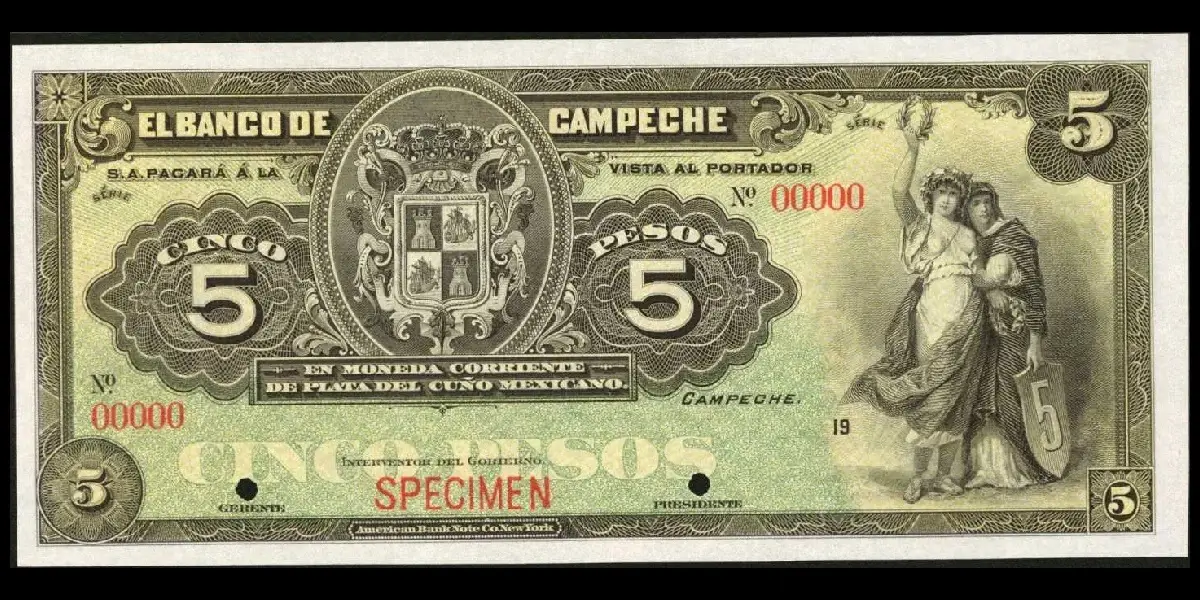 EL BANCO DE CAMPECHE
5
S.A. PAGARÁ Á LA VISTA AL PORTADOR
SÉRIE
SÉRIE
Nº 00000
CINCO PESOS
5 5
EN MONEDA CORRIENTE
DE PLATA DEL CUÑO MEXICANO.
Nº
00000
CAMPECHE.
19
5
CINCO PESOS
INTERVENTOR DEL GOBIERNO.
SPECIMEN
5
GERENTE
PRESIDENTE
5
American Bank Note Co. New York